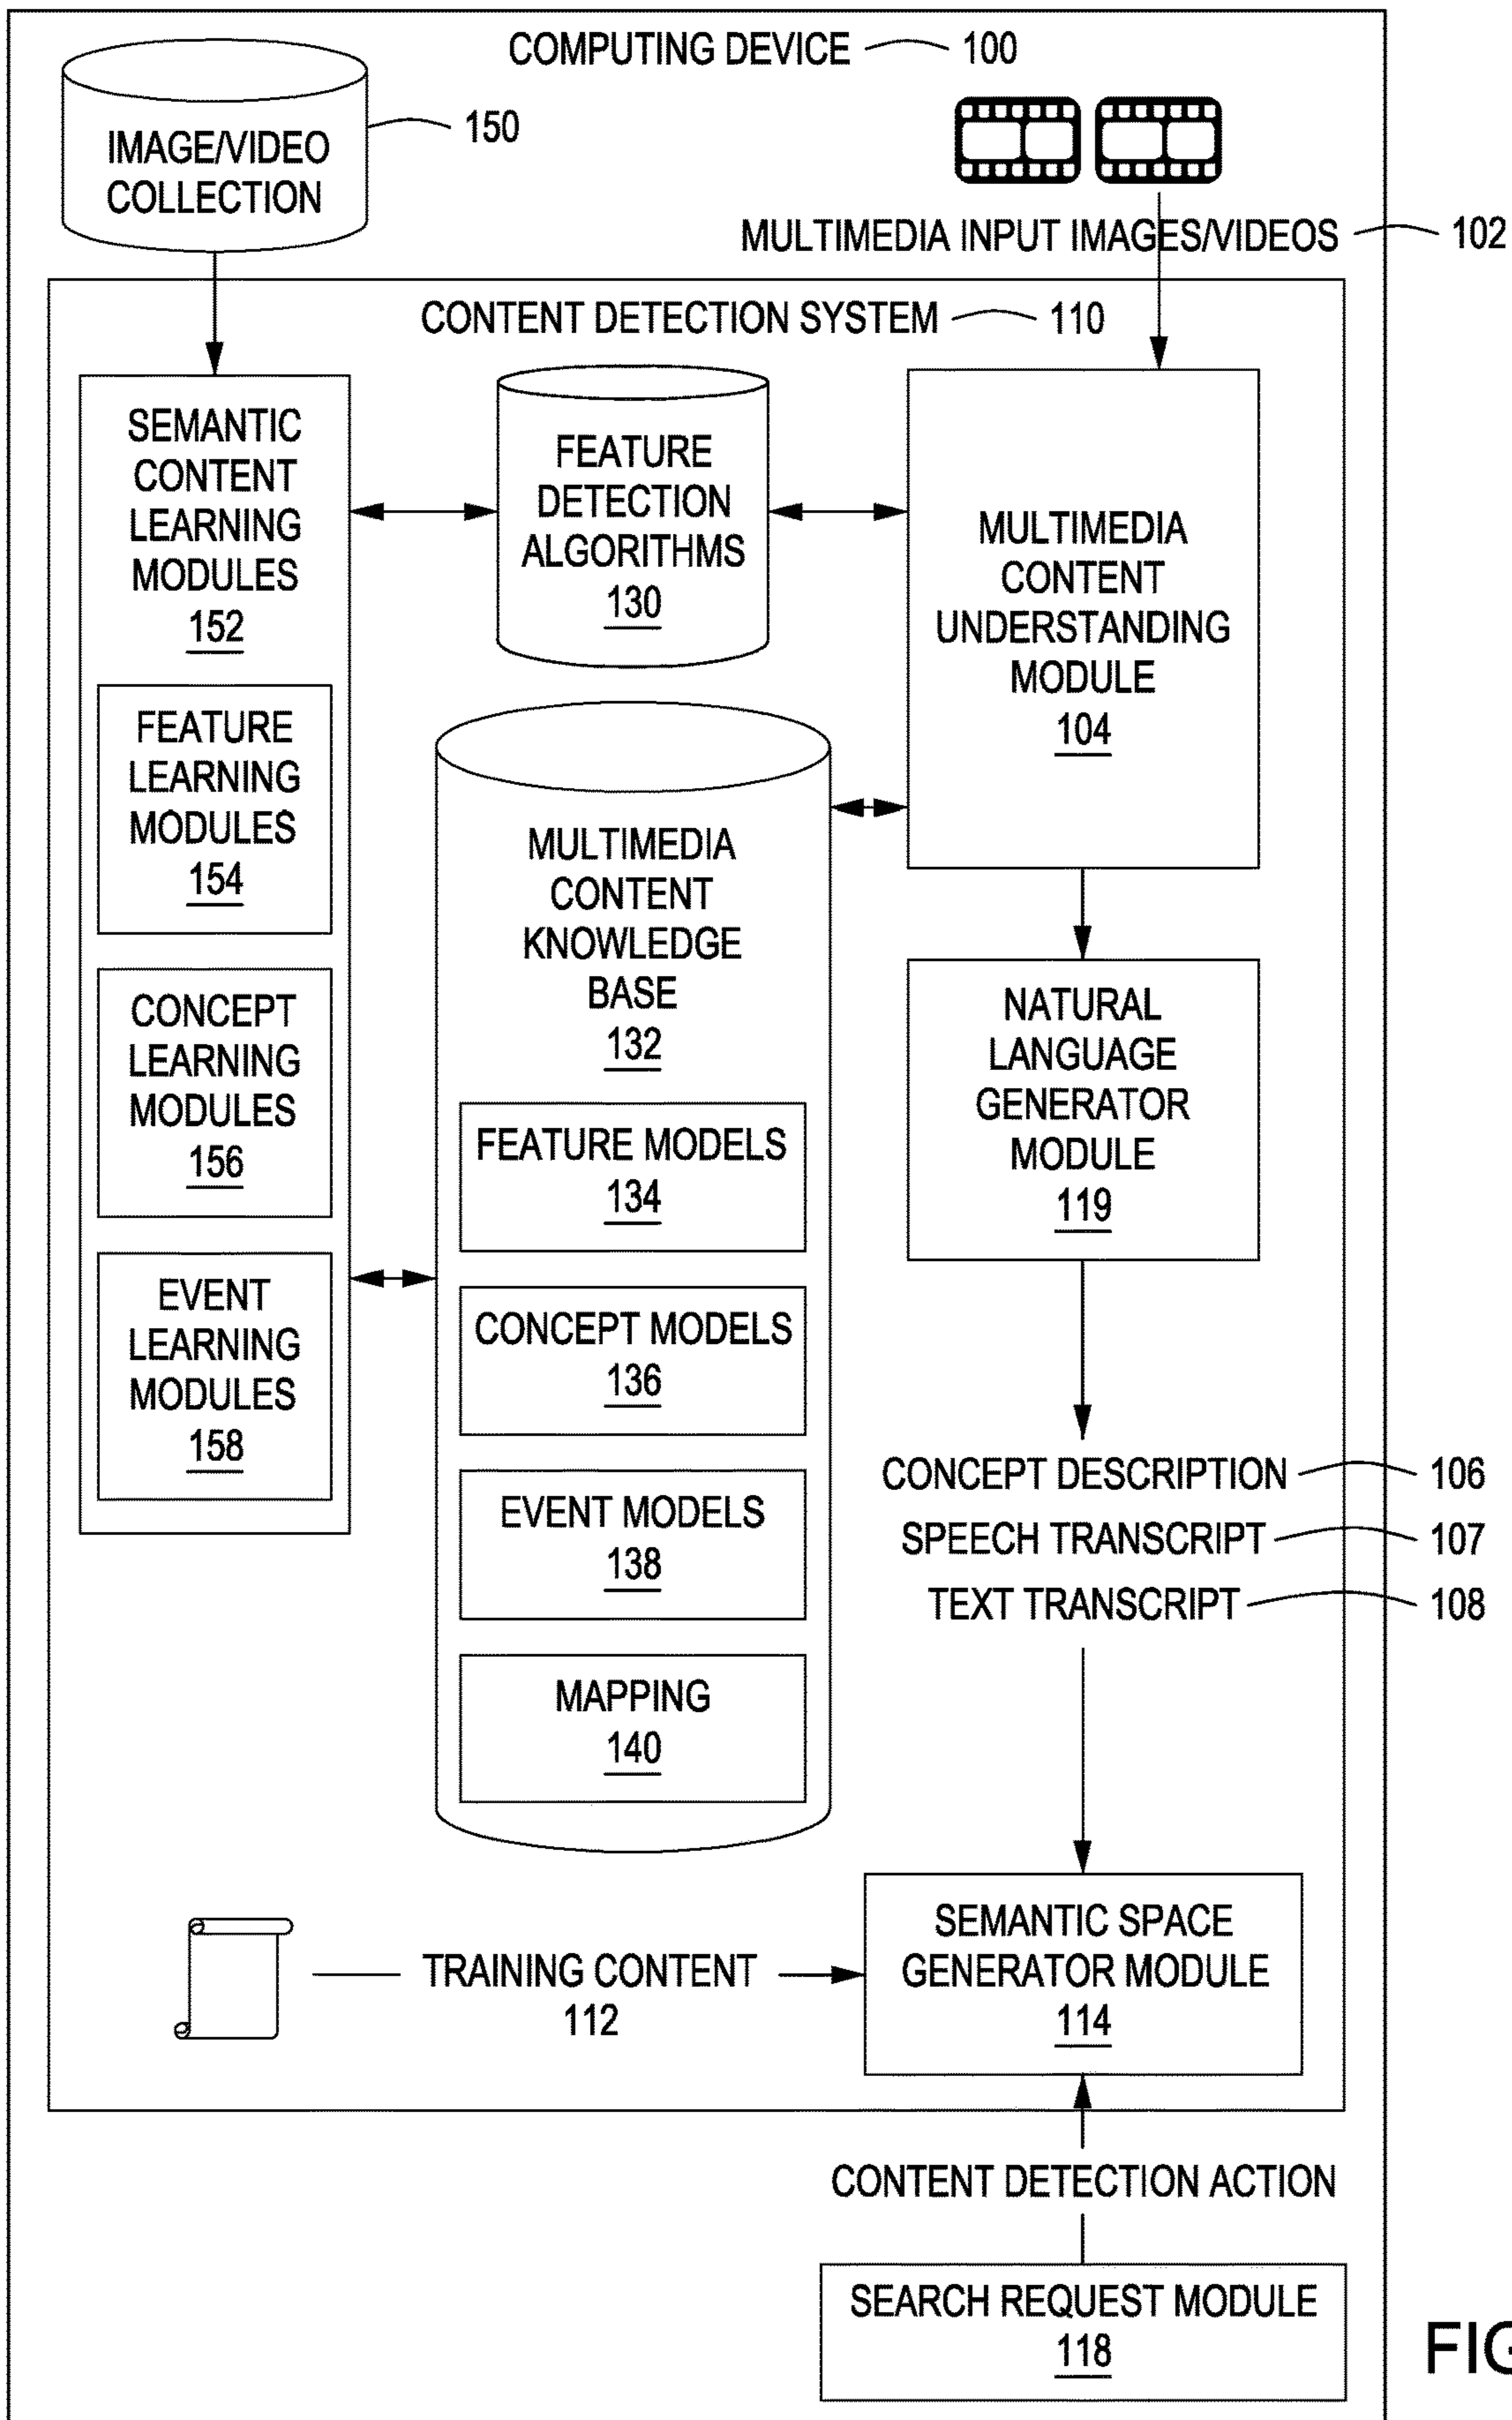 COMPUTING DEVICE 100
IMAGE/VIDEO
COLLECTION
150
MULTIMEDIA INPUT IMAGES/VIDEOS 102
CONTENT DETECTION SYSTEM 110
SEMANTIC
CONTENT
LEARNING
MODULES
152
FEATURE
LEARNING
MODULES
154
CONCEPT
LEARNING
MODULES
156
EVENT
LEARNING
MODULES
158
FEATURE
DETECTION
ALGORITHMS
130
MULTIMEDIA
CONTENT
KNOWLEDGE
BASE
132
FEATURE MODELS
134
CONCEPT MODELS
136
EVENT MODELS
138
MAPPING
140
MULTIMEDIA
CONTENT
UNDERSTANDING
MODULE
104
NATURAL
LANGUAGE
GENERATOR
MODULE
119
CONCEPT DESCRIPTION 106
SPEECH TRANSCRIPT 107
TEXT TRANSCRIPT 108
TRAINING CONTENT
112
SEMANTIC SPACE
GENERATOR MODULE
114
CONTENT DETECTION ACTION
SEARCH REQUEST MODULE
118